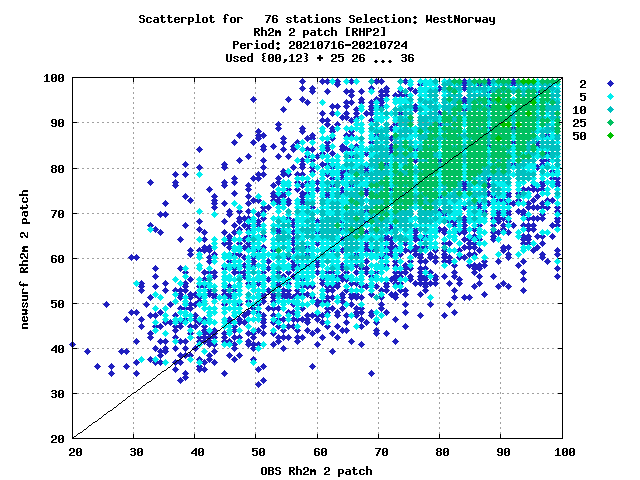 Scatterplot for   76 stations Selection: WestNorway
Rh2m 2 patch [RHP2]
Period: 20210716-20210724
Used {00,12} + 25 26 ... 36
100
90
80
70
60
50
40
30
20
newsurf Rh2m 2 patch
20 30 40 50 60 70 80 90 100
OBS Rh2m 2 patch
2
5
10
25
50